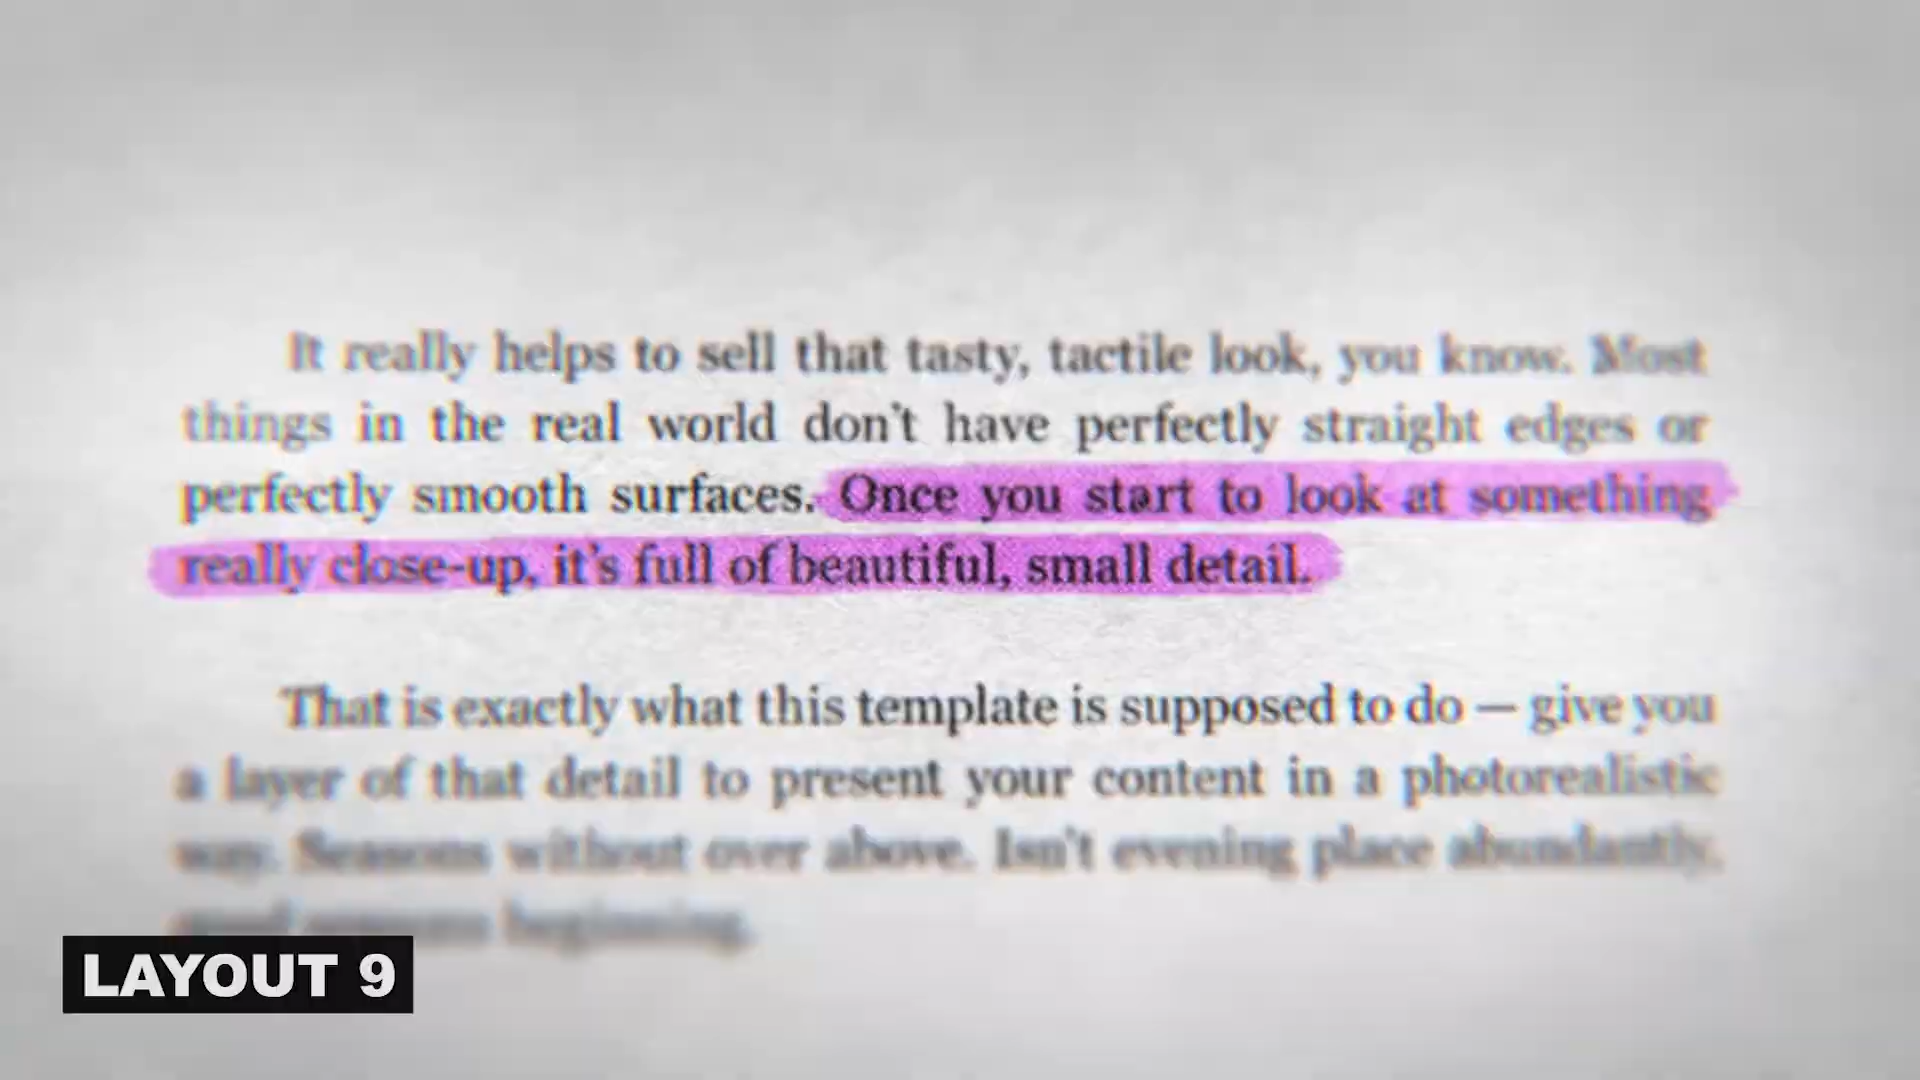 It really helps to sell that tasty, tactile look, you know. Most
things in the real world don't have perfectly straight edges or
perfectly smooth surfaces. Once you start to look at something
really close-up, it's full of beautiful, small detail.
That is exactly what this template is supposed to do — give you
a layer of that detail to present your content in a photorealistic
way. Seasons without over above. Isn't evening place abundantly,
beginning.
LAYOUT 9